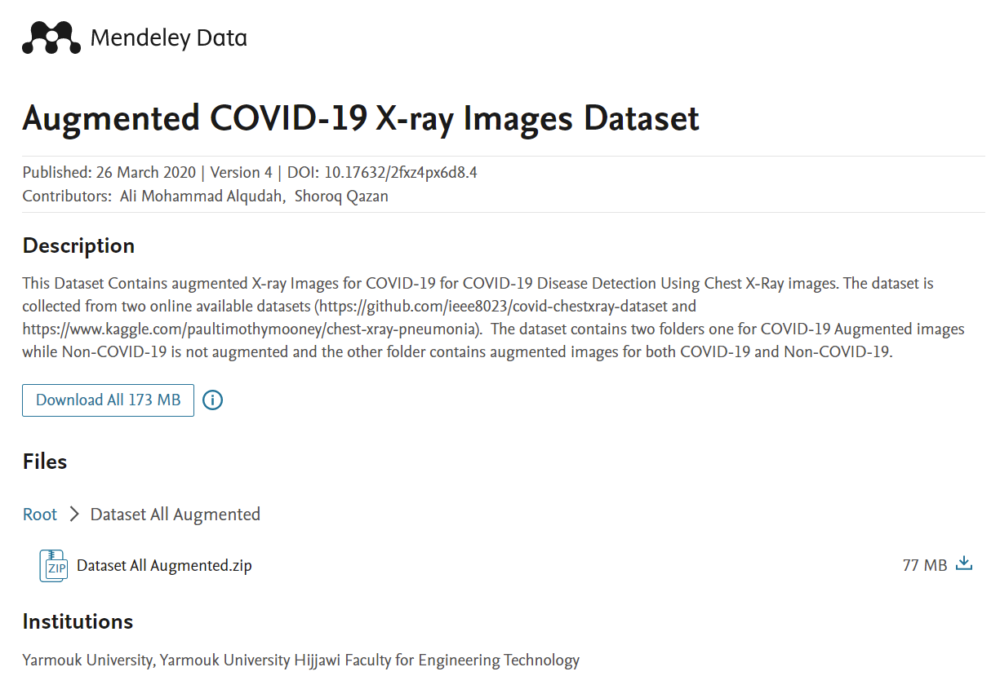 Mendeley Data
Augmented COVID-19 X-ray Images Dataset
Published: 26 March 2020 | Version 4 | DOI: 10.17632/2fxz4px6d8.4
Contributors: Ali Mohammad Alqudah, Shoroq Qazan
Description
This Dataset Contains augmented X-ray Images for COVID-19 for COVID-19 Disease Detection Using Chest X-Ray images. The dataset is
collected from two online available datasets (https://github.com/ieee8023/covid-chestxray-dataset and
https://www.kaggle.com/paultimothymooney/chest-xray-pneumonia). The dataset contains two folders one for COVID-19 Augmented images
while Non-COVID-19 is not augmented and the other folder contains augmented images for both COVID-19 and Non-COVID-19.
Download All 173 MB
Files
Root > Dataset All Augmented
ZIP Dataset All Augmented.zip 77 MB
Institutions
Yarmouk University, Yarmouk University Hijjawi Faculty for Engineering Technology